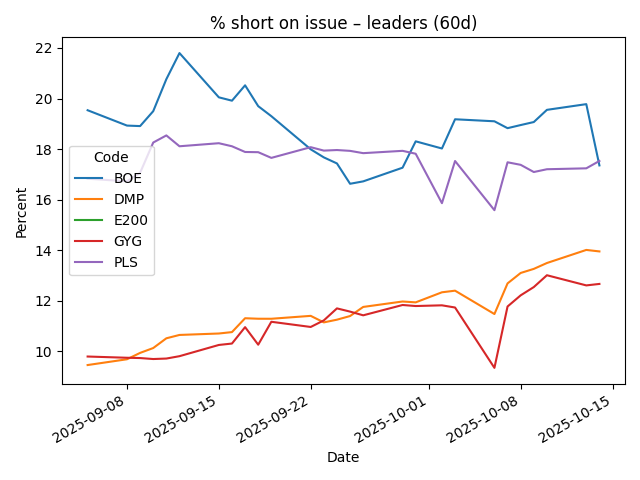 % short on issue – leaders (60d)
Percent
22
20
18
16
14
12
10
Code
BOE
DMP
E200
GYG
PLS
2025-09-08
2025-09-15
2025-09-22
2025-10-01
2025-10-08
2025-10-15
Date